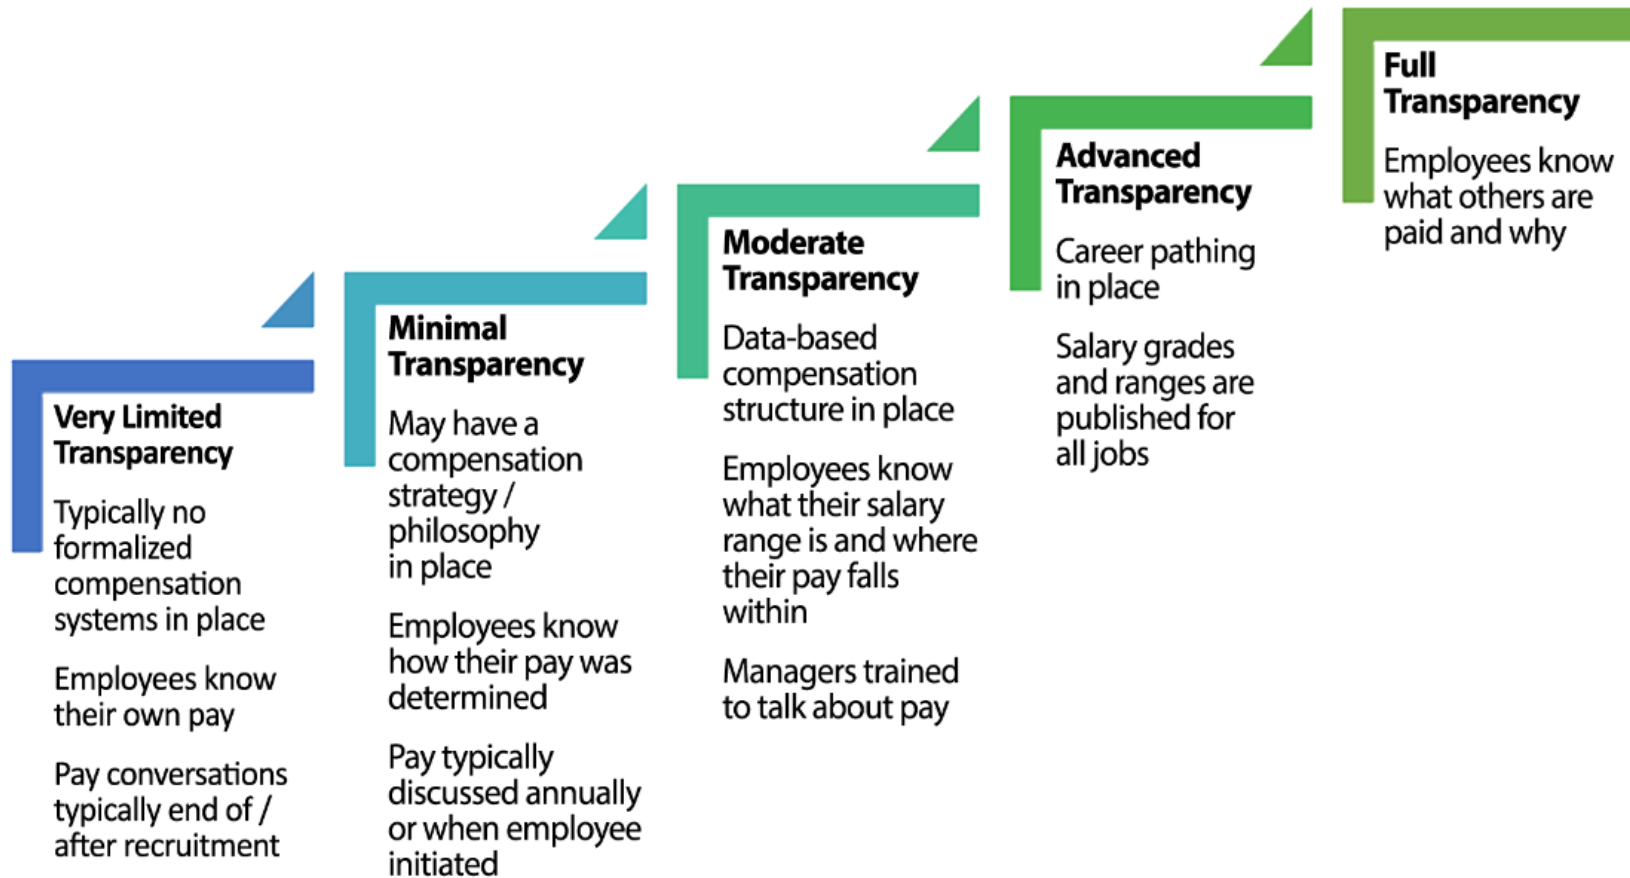 Very Limited
Transparency
Typically no
formalized
compensation
systems in place
Employees know
their own pay
Pay conversations
typically end of /
after recruitment
Minimal
Transparency
May have a
compensation
strategy /
philosophy
in place
Employees know
how their pay was
determined
Pay typically
discussed annually
or when employee
initiated
Moderate
Transparency
Data-based
compensation
structure in place
Employees know
what their salary
range is and where
their pay falls
within
Managers trained
to talk about pay
Advanced
Transparency
Career pathing
in place
Salary grades
and ranges are
published for
all jobs
Full
Transparency
Employees know
what others are
paid and why